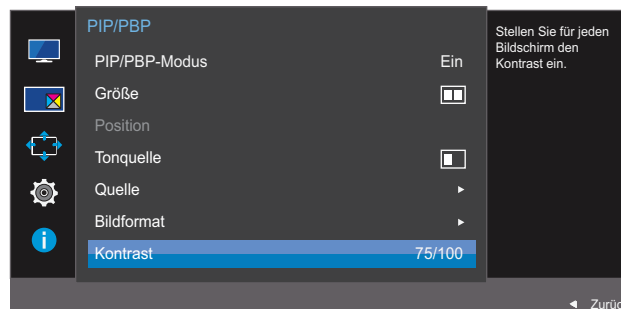 PIP/PBP
PIP/PBP-Modus Ein
Größe
Position
Tonquelle
Quelle
Bildformat
Kontrast 75/100
Stellen Sie für jeden
Bildschirm den
Kontrast ein.
Zurüc